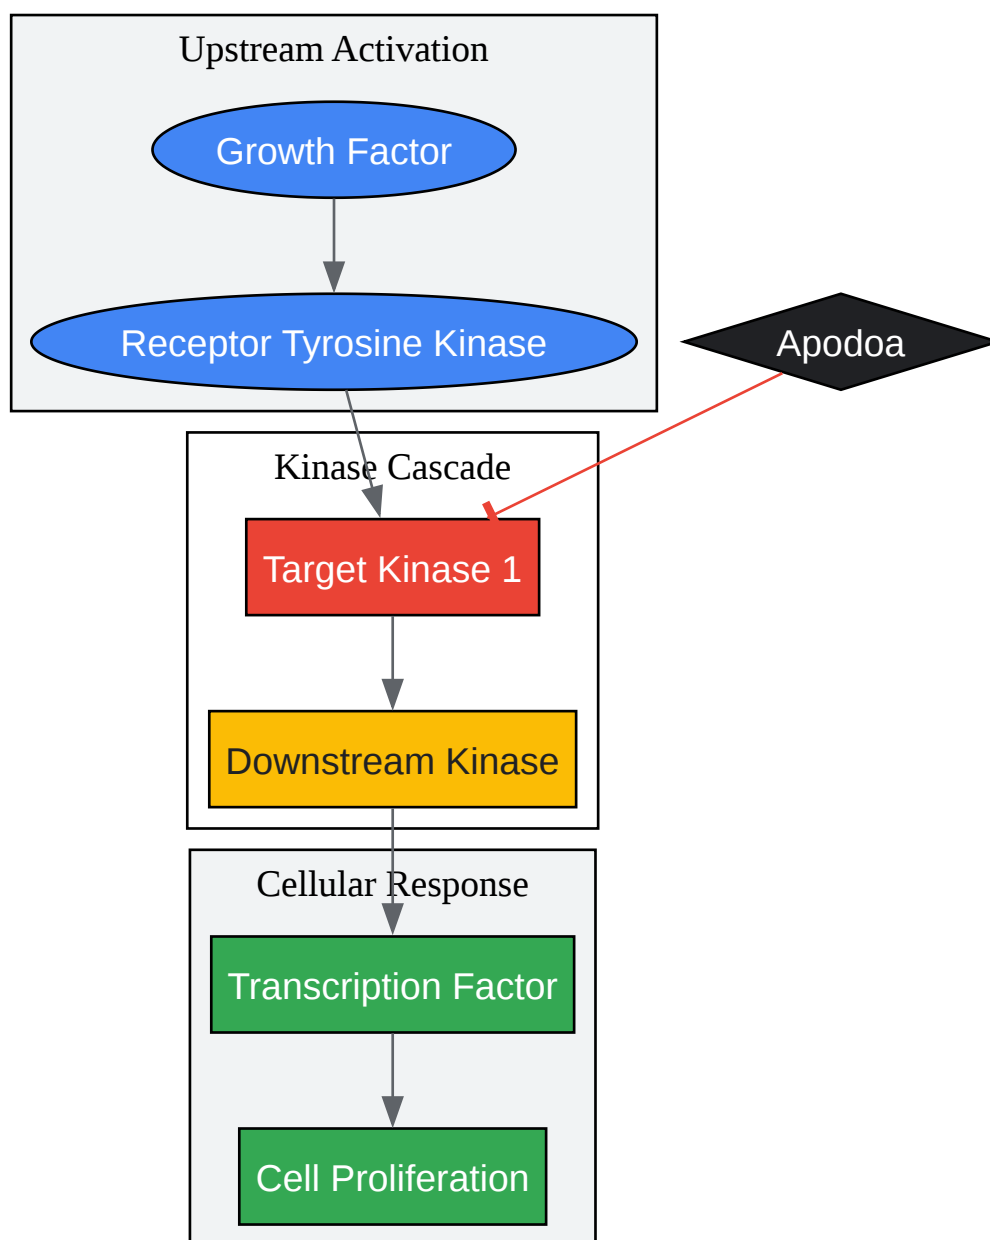 Upstream Activation
Growth Factor
Receptor Tyrosine Kinase
Apodoa
Kinase Cascade
Target Kinase 1
Downstream Kinase
Cellular Response
Transcription Factor
Cell Proliferation